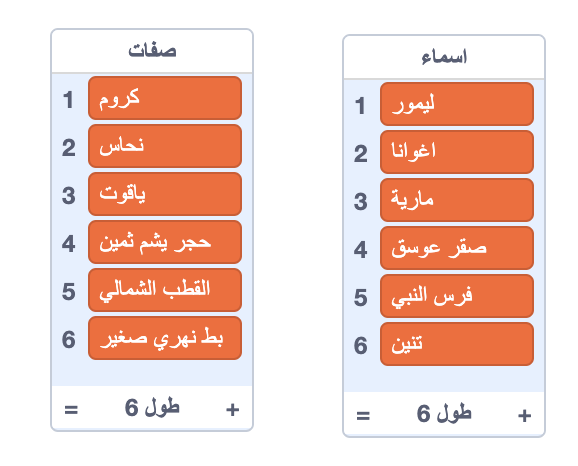 صفات
1 كروم
2 نحاس
3 ياقوت
4 حجر يشم ثمين
5 القطب الشمالي
6 بط نهري صغير
= طول 6 +
اسماء
1 ليمور
2 اغوانا
3 مارية
4 صقر عوسق
5 فرس النبي
6 تنين
= طول 6 +